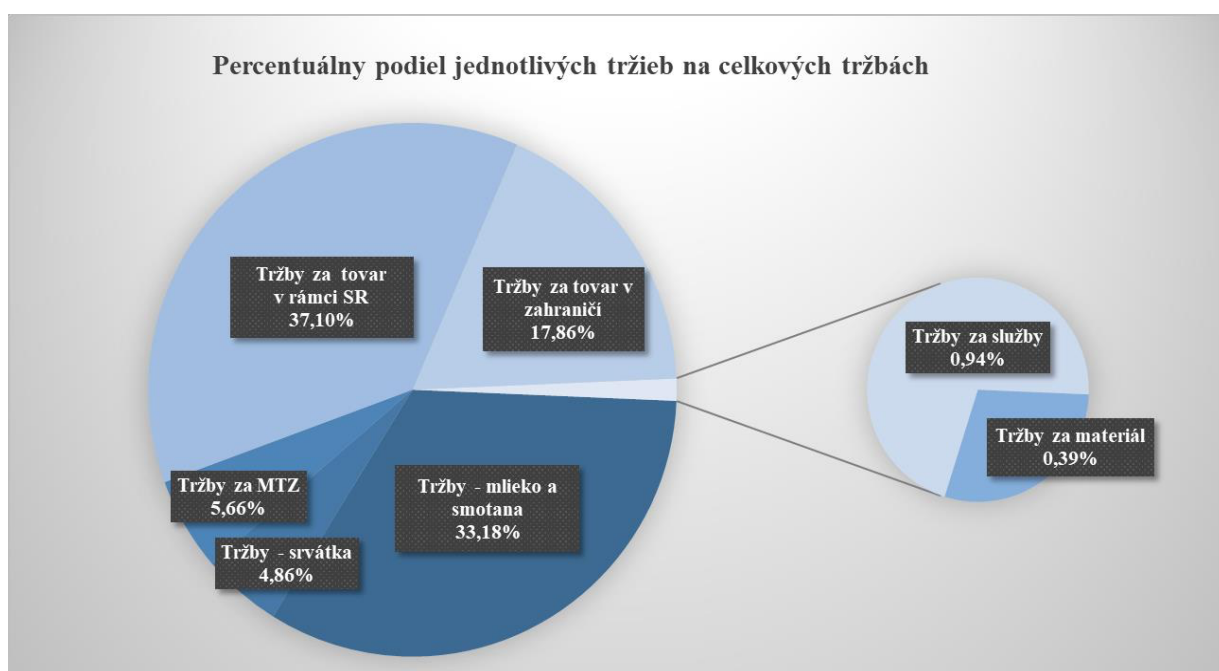 Percentuálny podiel jednotlivých tržieb na celkových tržbách
Tržby za tovar
v rámci SR
37,10%
Tržby za tovar v
zahraničí
17,86%
Tržby za služby
0,94%
Tržby za materiál
0,39%
Tržby za MTZ
5,66%
Tržby - mlieko a
smotana
33,18%
Tržby - srvátka
4,86%